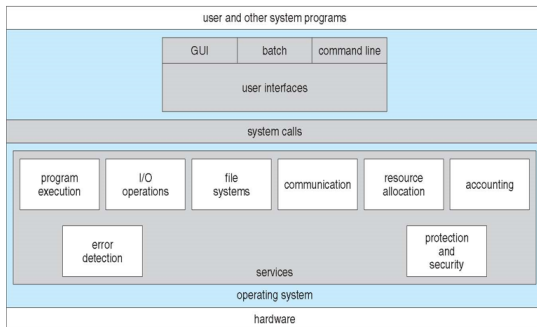 user and other system programs
GUI batch command line
user interfaces
system calls
program execution
I/O operations
file systems
communication
resource allocation
accounting
error detection
protection and security
services
operating system
hardware